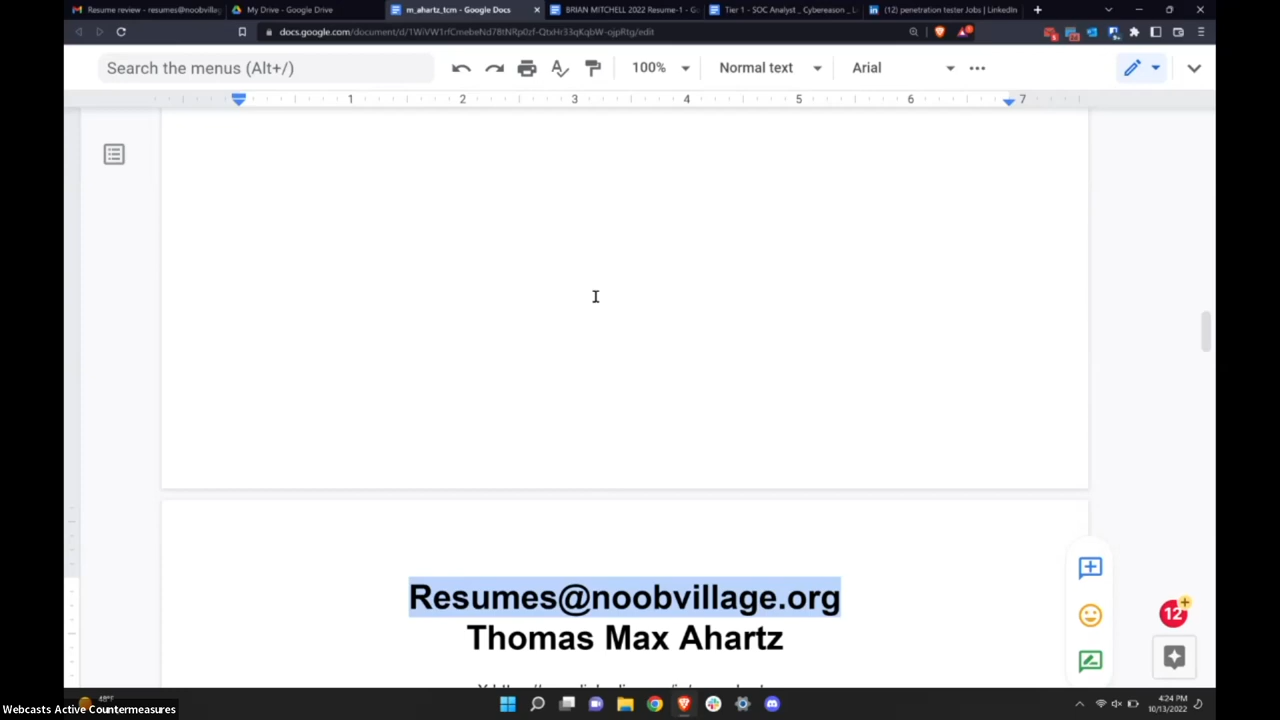 Resume review - resumes@noobvillag
My Drive - Google Drive
m_ahartz_tcm - Google Docs
BRIAN MITCHELL 2022 Resume-1 - Go
Tier 1 - SOC Analyst _ Cybereason _ L
(12) penetration tester Jobs | LinkedIn
Search the menus (Alt+/)
100%
Normal text
Arial
1 2 3 4 5 6 7
Resumes@noobvillage.org
Thomas Max Ahartz
12
48°F
4:24 PM
10/13/2022
Webcasts Active Countermeasures